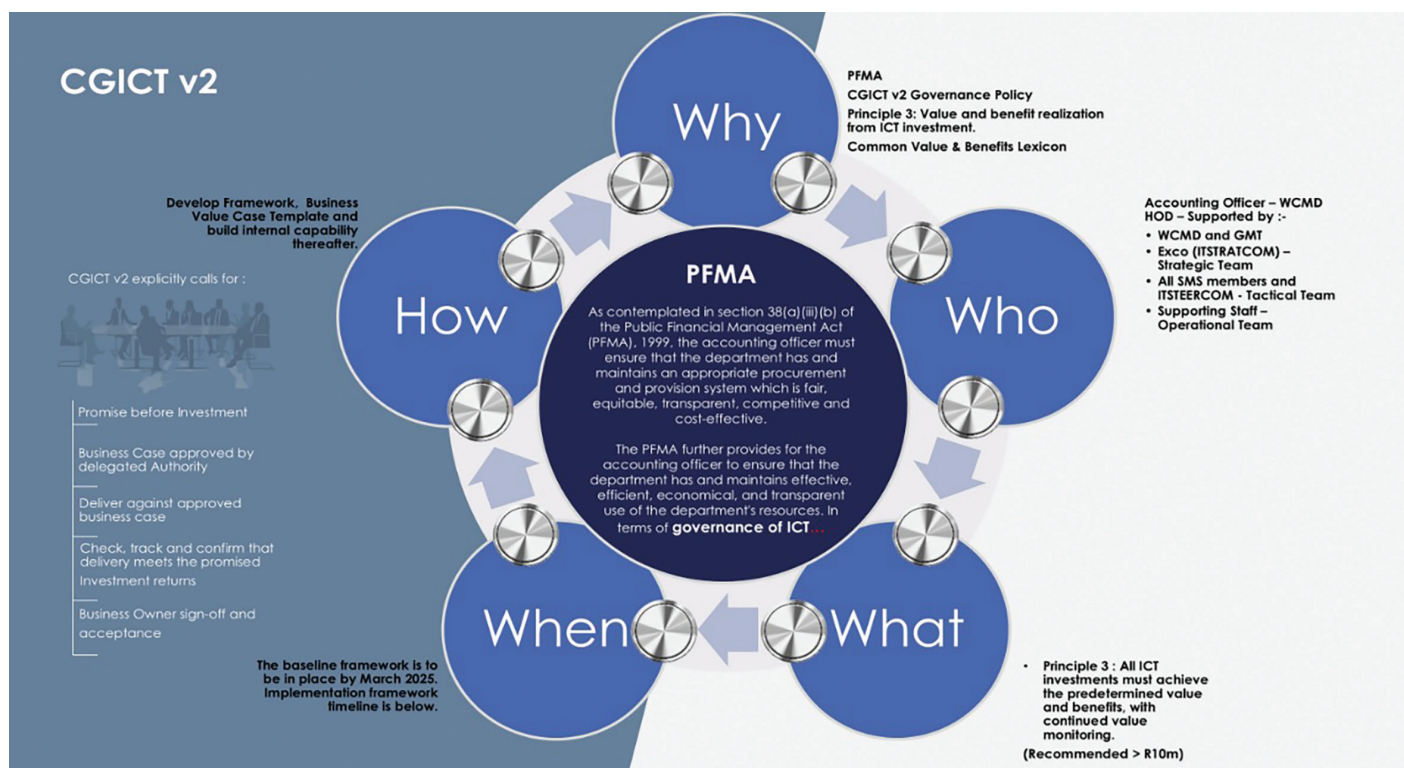 CGICT v2
Why
PFMA
CGICT v2 Governance Policy
Principle 3: Value and benefit realization
from ICT investment.
Common Value & Benefits Lexicon
Who
Accounting Officer – WCMD
HOD – Supported by :-
• WCMD and GMT
• Exco (ITSTRATCOM) –
Strategic Team
• All SMS members and
ITSTEERCOM - Tactical Team
• Supporting Staff –
Operational Team
What
• Principle 3 : All ICT
investments must achieve
the predetermined value
and benefits, with
continued value
monitoring.
(Recommended > R10m)
When
The baseline framework is to
be in place by March 2025.
Implementation framework
timeline is below.
How
Develop Framework, Business
Value Case Template and
build internal capability
thereafter.
CGICT v2 explicitly calls for :
Promise before Investment
Business Case approved by
delegated Authority
Deliver against approved
business case
Check, track and confirm that
delivery meets the promised
Investment returns
Business Owner sign-off and
acceptance
PFMA
As contemplated in section 38(a)(iii)(b) of
the Public Financial Management Act
(PFMA), 1999, the accounting officer must
ensure that the department has and
maintains an appropriate procurement
and provision system which is fair,
equitable, transparent, competitive and
cost-effective.
The PFMA further provides for the
accounting officer to ensure that the
department has and maintains effective,
efficient, economical, and transparent
use of the department's resources. In
terms of governance of ICT...